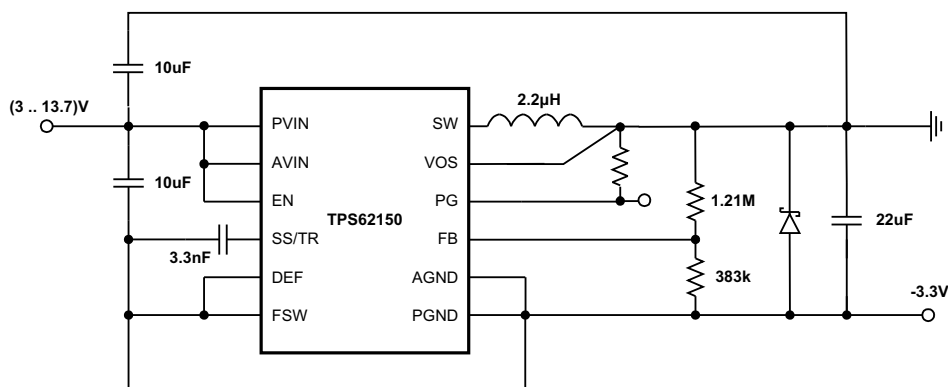 10uF
(3 .. 13.7)V
10uF
3.3nF
PVIN
AVIN
EN
SS/TR
DEF
FSW
TPS62150
SW
VOS
PG
FB
AGND
PGND
2.2µH
1.21M
383k
22uF
-3.3V